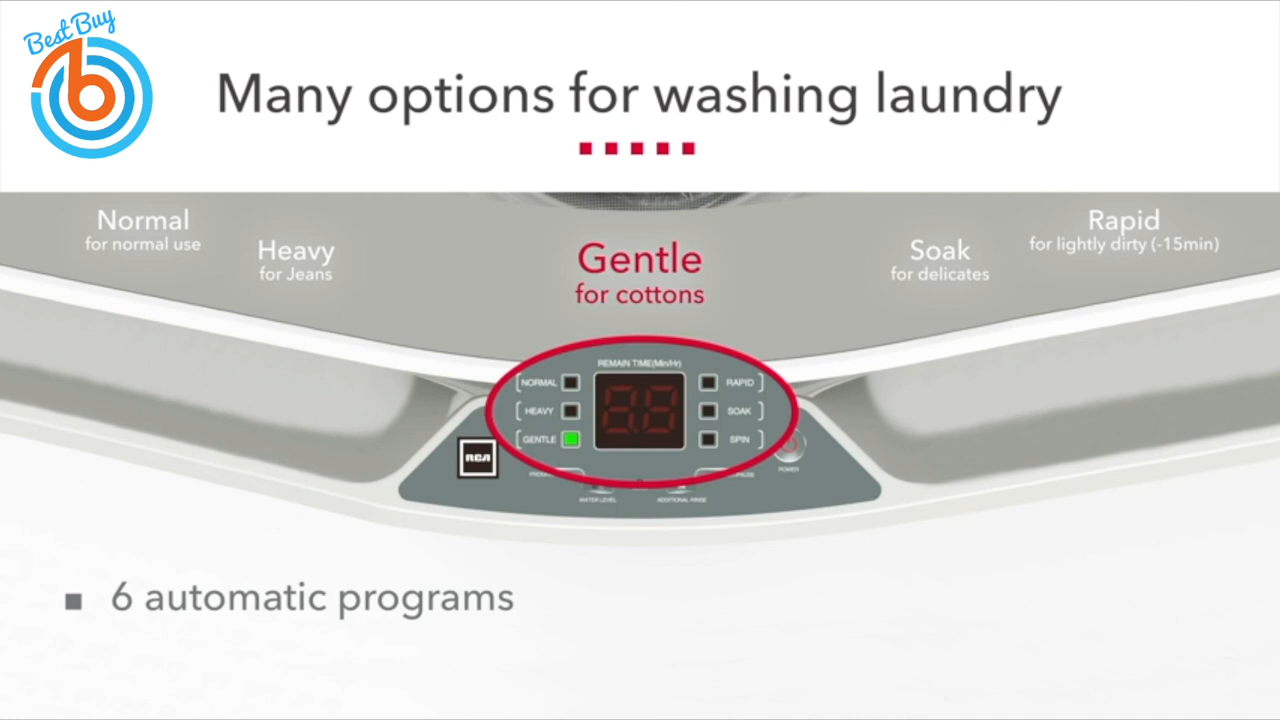 Best Buy
Many options for washing laundry
Normal
for normal use
Heavy
for Jeans
Gentle
for cottons
Soak
for delicates
Rapid
for lightly dirty (-15min)
REMAIN TIME(Min/Hr)
NORMAL
HEAVY
GENTLE
RAPID
SOAK
SPIN
RCA
POWER
WATER LEVEL
ADDITIONAL RINSE
6 automatic programs